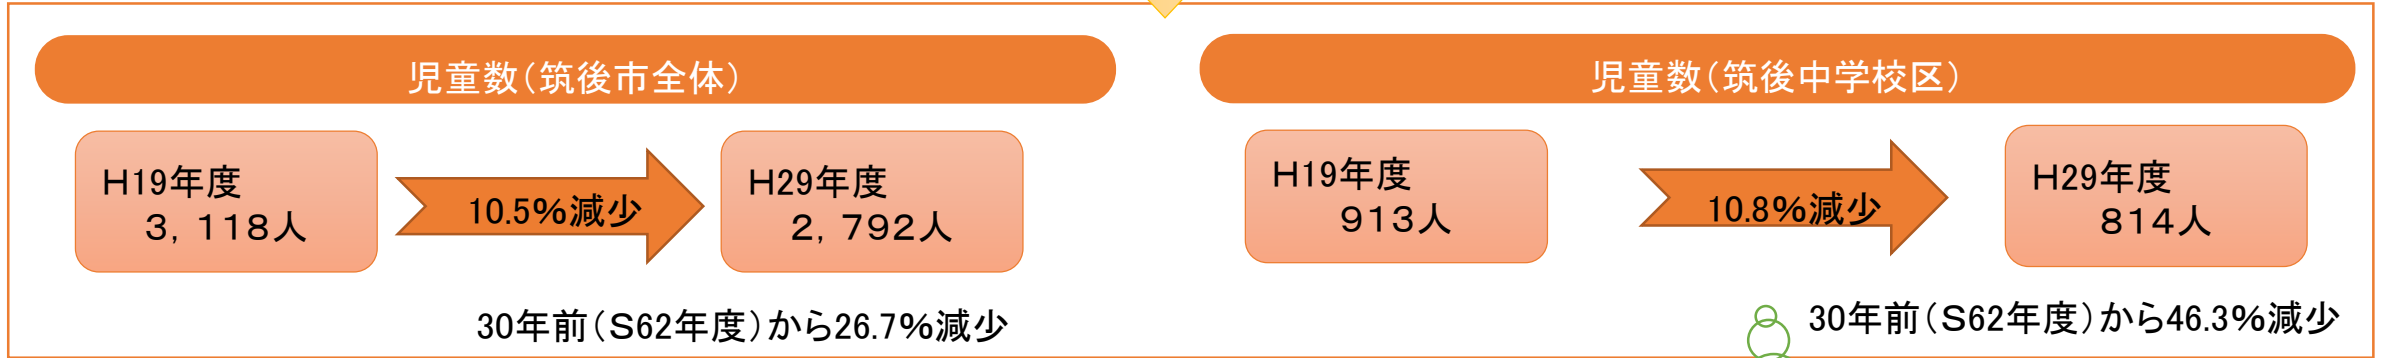 児童数(筑後市全体)
H19年度
3,118人
10.5%減少
H29年度
2,792人
30年前(S62年度)から26.7%減少
児童数(筑後中学校区)
H19年度
913人
10.8%減少
H29年度
814人
30年前(S62年度)から46.3%減少